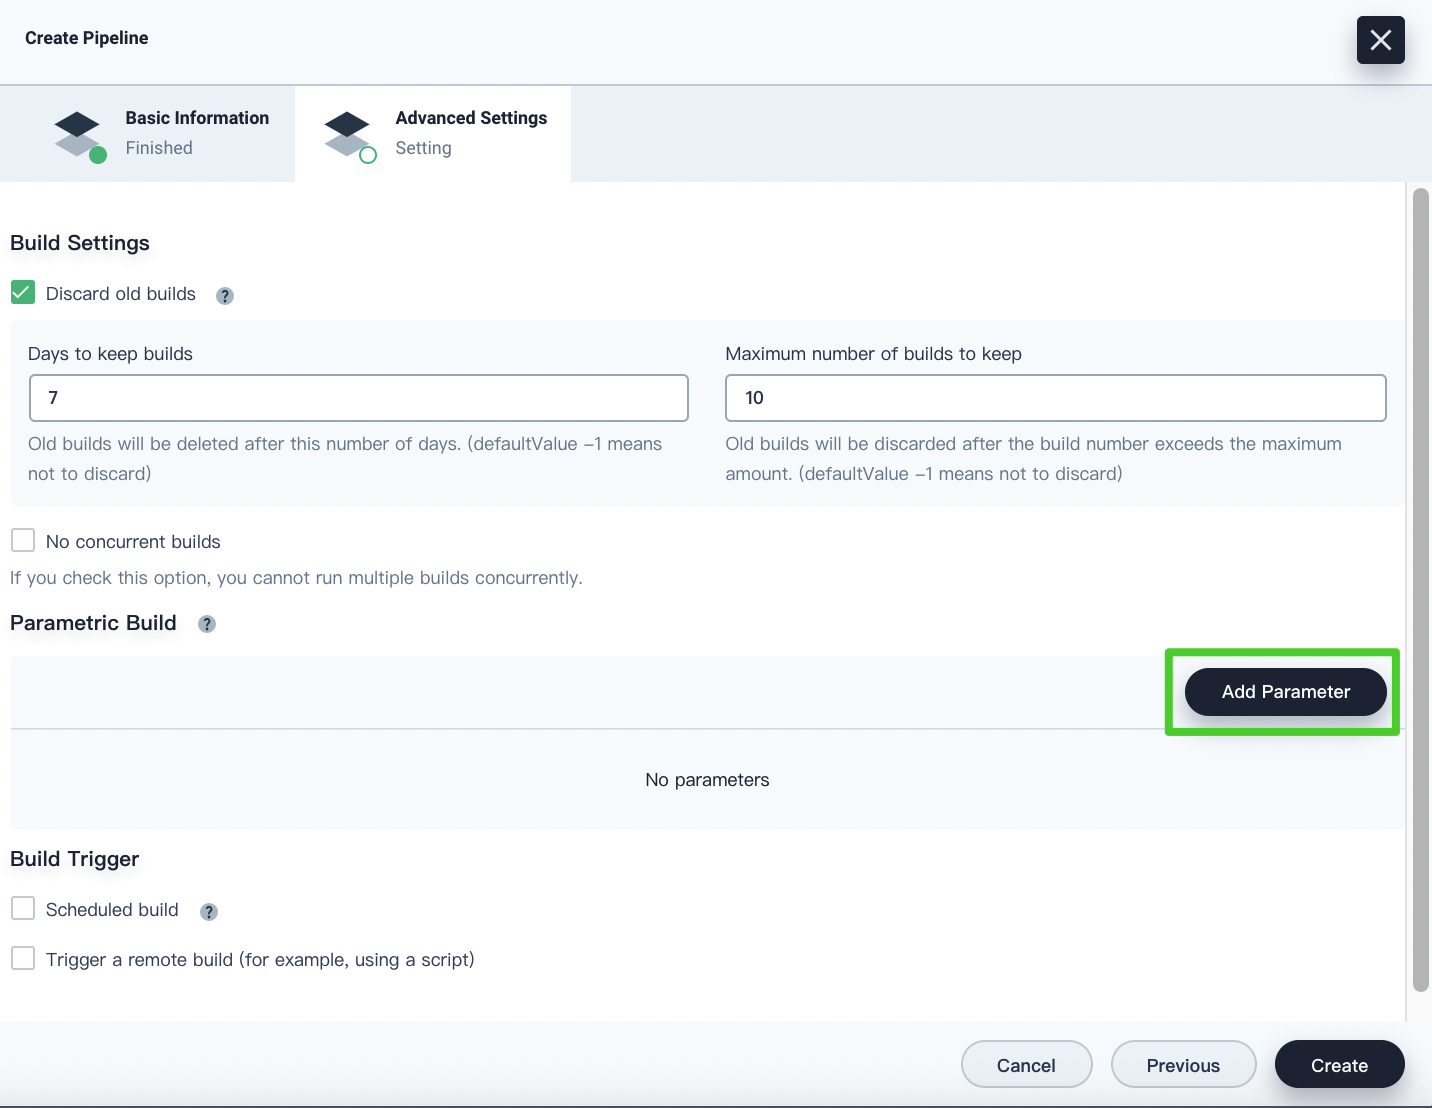 Create Pipeline
Basic Information
Finished
Advanced Settings
Setting
Build Settings
Discard old builds ?
Days to keep builds
7
Old builds will be deleted after this number of days. (defaultValue -1 means
not to discard)
Maximum number of builds to keep
10
Old builds will be discarded after the build number exceeds the maximum
amount. (defaultValue -1 means not to discard)
No concurrent builds
If you check this option, you cannot run multiple builds concurrently.
Parametric Build ?
Add Parameter
No parameters
Build Trigger
Scheduled build ?
Trigger a remote build (for example, using a script)
Cancel
Previous
Create